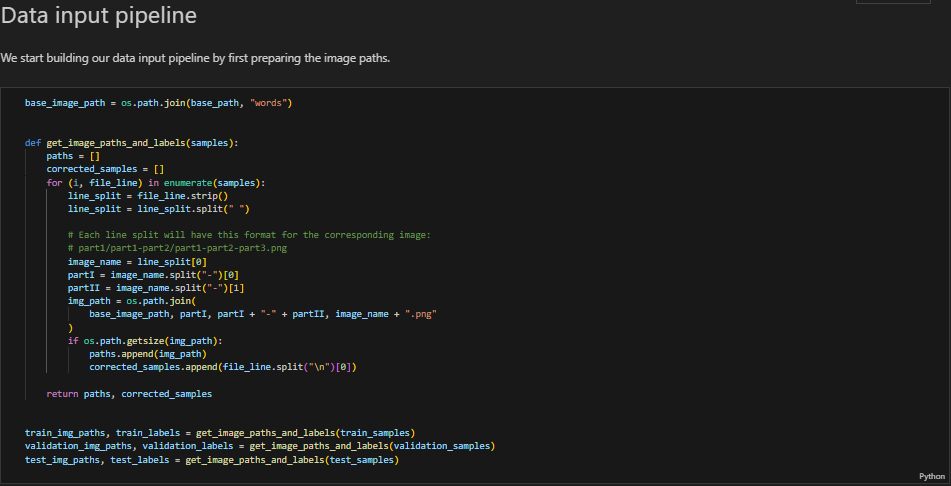 Data input pipeline
We start building our data input pipeline by first preparing the image paths.
base_image_path = os.path.join(base_path, "words")
def get_image_paths_and_labels(samples):
    paths = []
    corrected_samples = []
    for (i, file_line) in enumerate(samples):
        line_split = file_line.strip()
        line_split = line_split.split(" ")
        # Each line split will have this format for the corresponding image:
        # part1/part1-part2/part1-part2-part3.png
        image_name = line_split[0]
        partI = image_name.split("-")[0]
        partII = image_name.split("-")[1]
        img_path = os.path.join(
            base_image_path, partI, partI + "-" + partII, image_name + ".png"
        )
        if os.path.getsize(img_path):
            paths.append(img_path)
            corrected_samples.append(file_line.split("\n")[0])
    return paths, corrected_samples
train_img_paths, train_labels = get_image_paths_and_labels(train_samples)
validation_img_paths, validation_labels = get_image_paths_and_labels(validation_samples)
test_img_paths, test_labels = get_image_paths_and_labels(test_samples)
Python